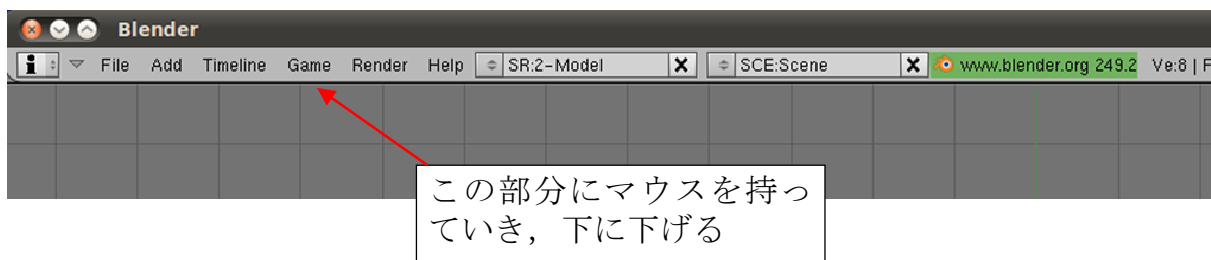 Blender
i File Add Timeline Game Render Help SR:2-Model X SCE:Scene X www.blender.org 249.2 Ve:8 | F
この部分にマウスを持っ
ていき，下に下げる